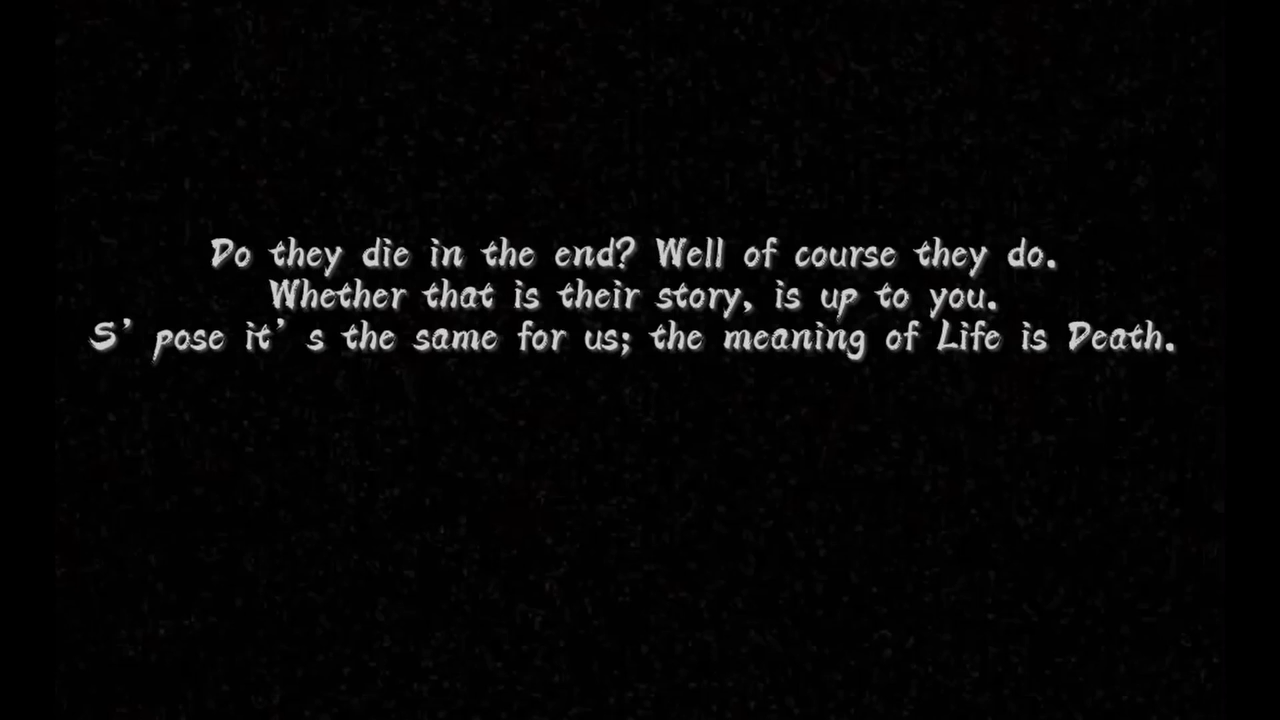 Do they die in the end? Well of course they do.
Whether that is their story, is up to you.
S' pose it' s the same for us; the meaning of Life is Death.